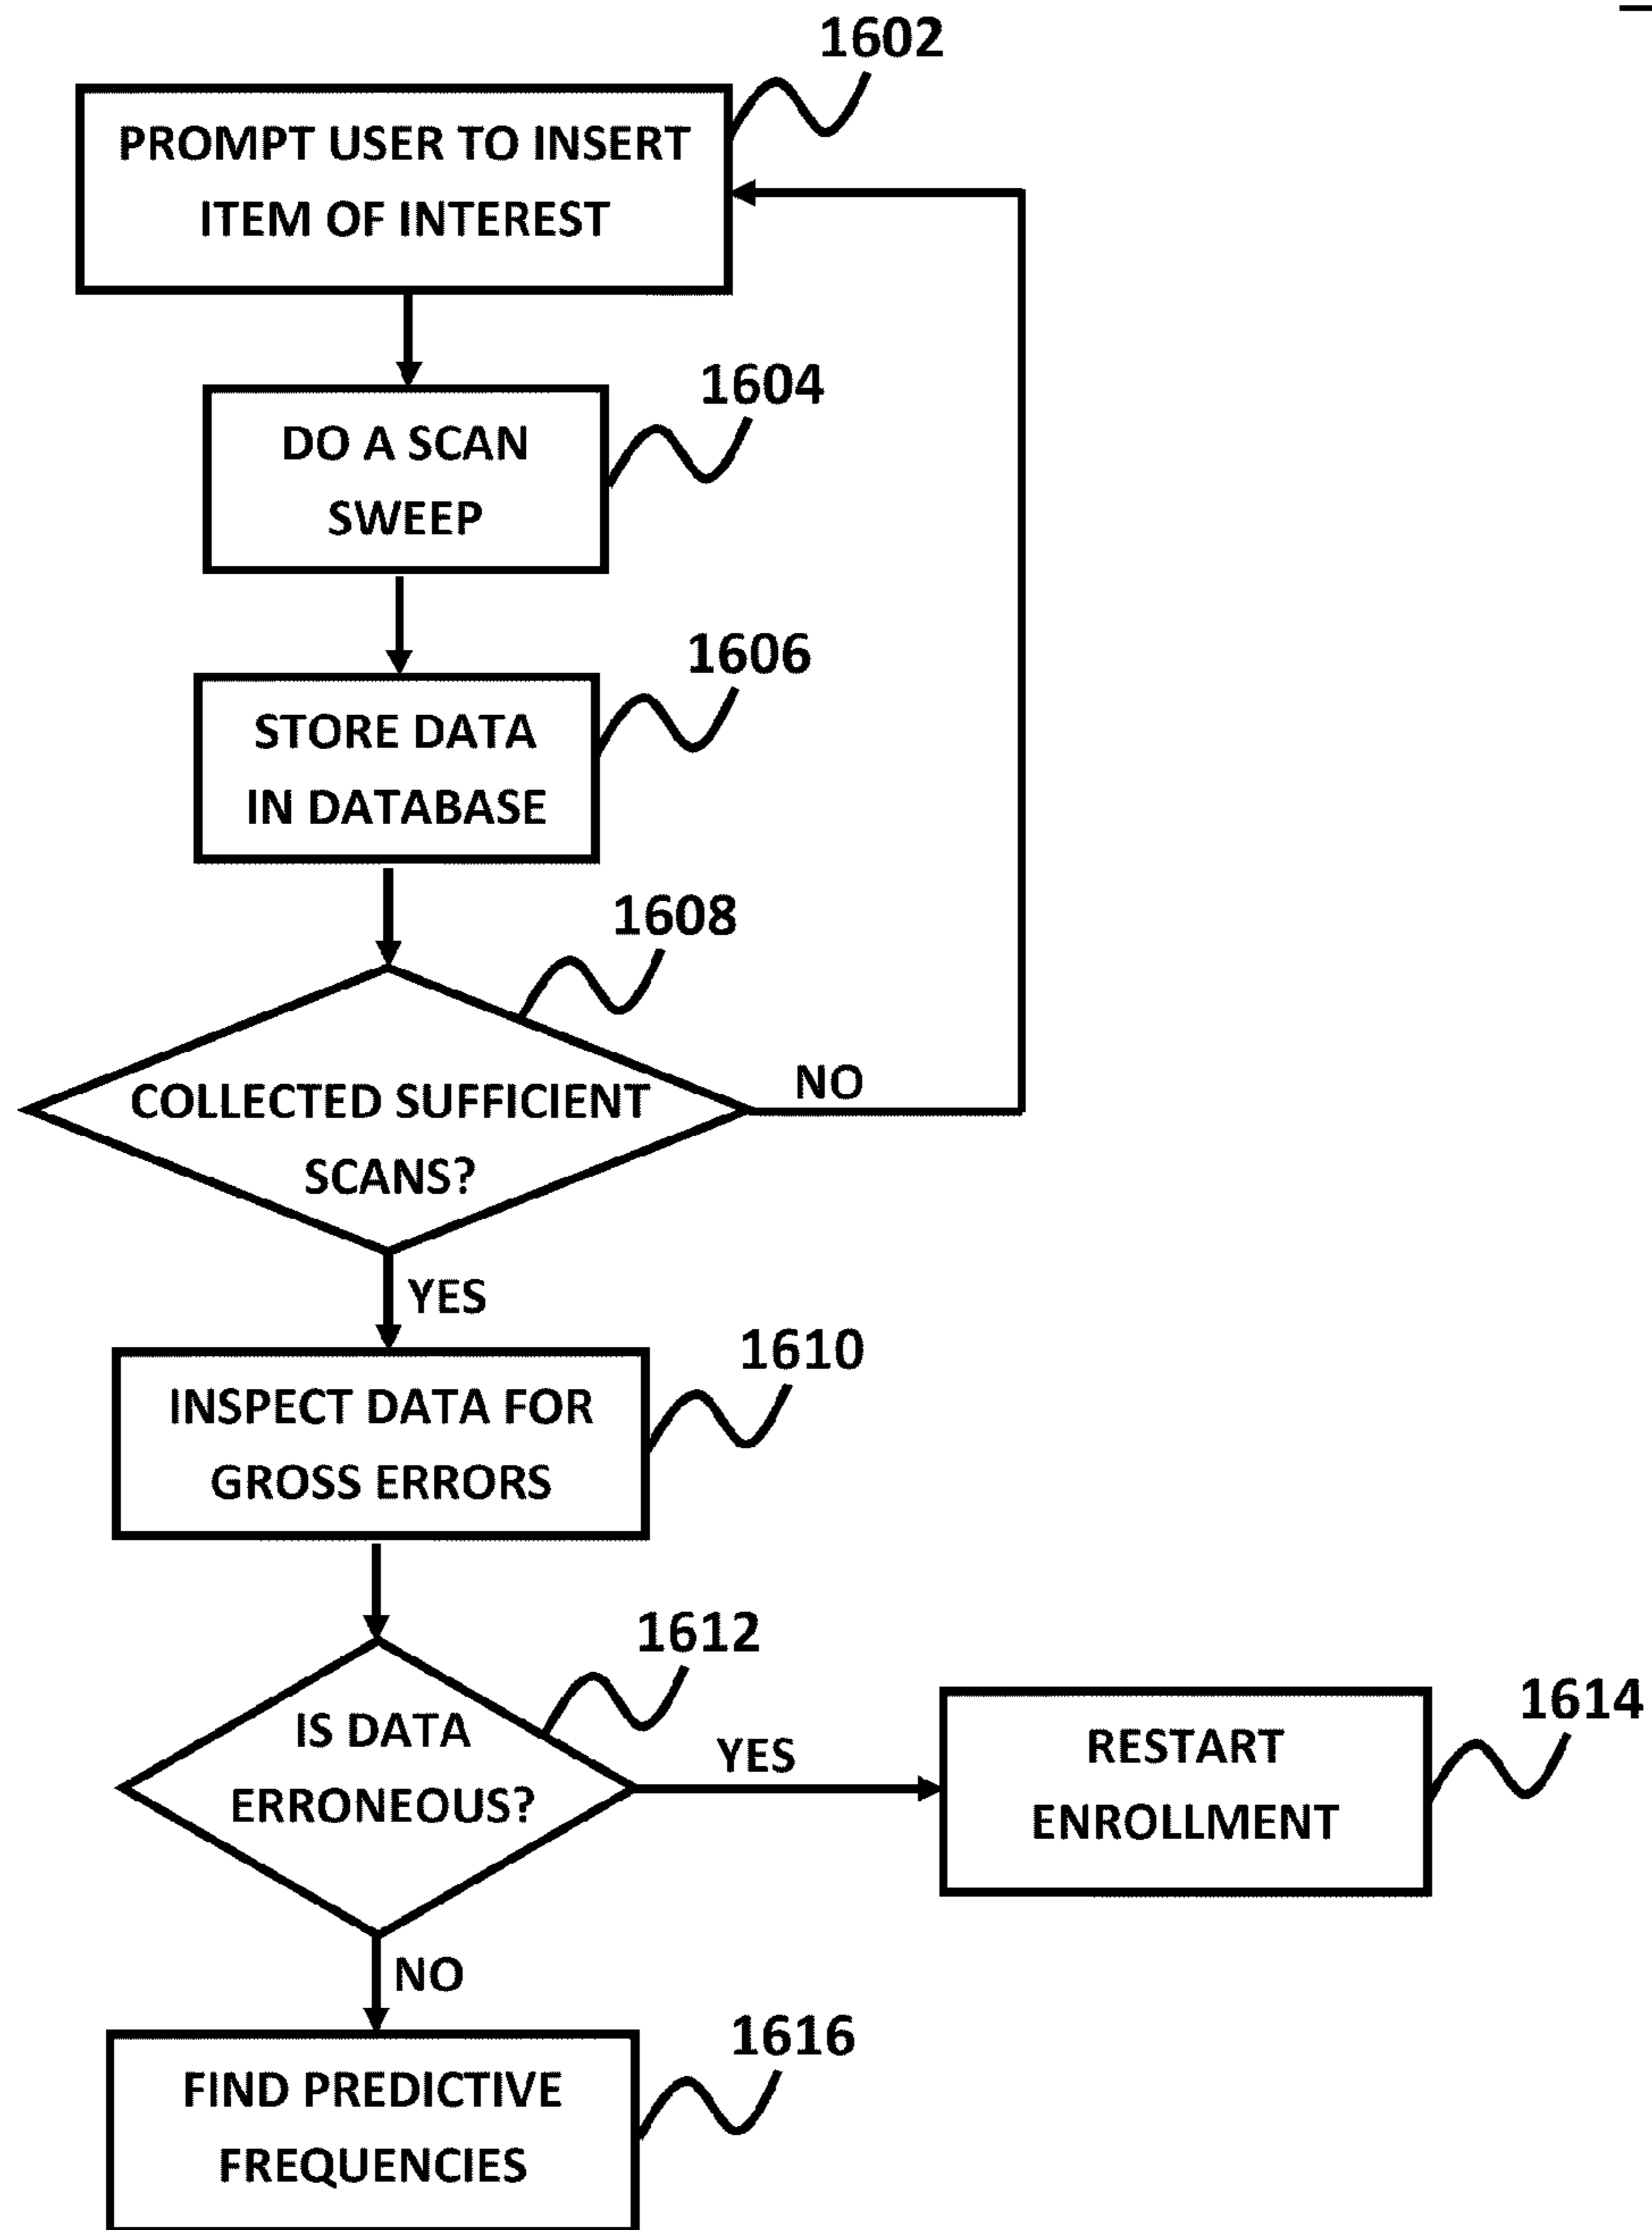 1602
PROMPT USER TO INSERT
ITEM OF INTEREST
1604
DO A SCAN
SWEEP
1606
STORE DATA
IN DATABASE
1608
COLLECTED SUFFICIENT
SCANS?
NO
YES
1610
INSPECT DATA FOR
GROSS ERRORS
1612
IS DATA
ERRONEOUS?
YES
1614
RESTART
ENROLLMENT
NO
1616
FIND PREDICTIVE
FREQUENCIES